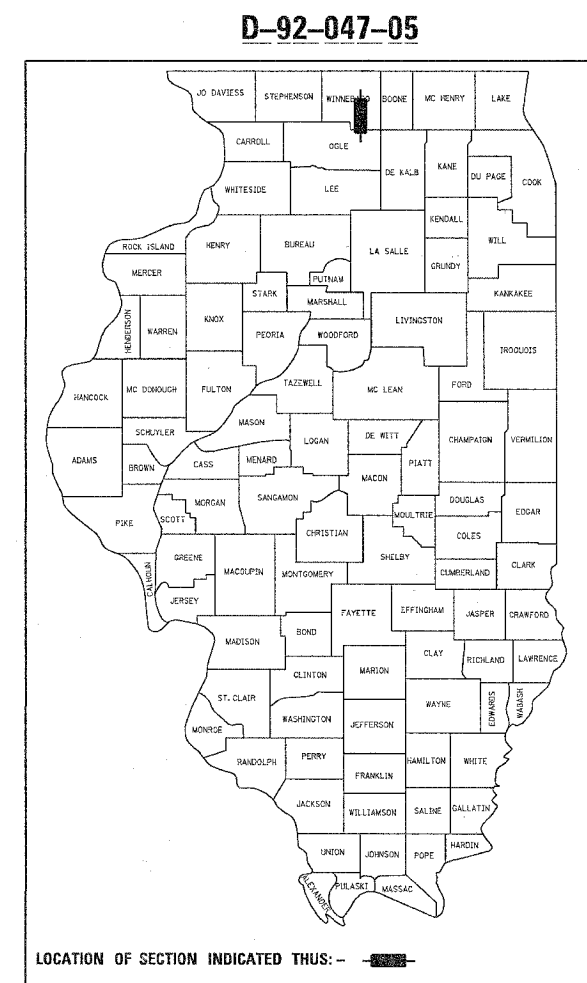 D-92-047-05
JO DAVIESS STEPHENSON WINNEBAGO BOONE MC HENRY LAKE
CARROLL OGLE DE KALB KANE DU PAGE COOK
WHITESIDE LEE KENDALL WILL
ROCK ISLAND HENRY BUREAU LA SALLE GRUNDY
MERCER PUTNAM KANKAKEE
HENDERSON WARREN KNOX STARK MARSHALL LIVINGSTON
PEORIA WOODFORD IROQUOIS
HANCOCK MC DONOUGH FULTON TAZEWELL MC LEAN FORD
SCHUYLER MASON LOGAN DE WITT CHAMPAIGN VERMILION
ADAMS BROWN CASS MENARD MACON PIATT
PIKE SCOTT MORGAN SANGAMON MOULTRIE DOUGLAS EDGAR
CHRISTIAN COLES
CALHOUN GREENE MACOUPIN MONTGOMERY SHELBY CUMBERLAND CLARK
JERSEY FAYETTE EFFINGHAM JASPER CRAWFORD
MADISON BOND CLAY RICHLAND LAWRENCE
CLINTON MARION
ST. CLAIR WASHINGTON JEFFERSON WAYNE EDWARDS WABASH
MONROE
RANDOLPH PERRY FRANKLIN HAMILTON WHITE
JACKSON WILLIAMSON SALINE GALLATIN
UNION JOHNSON POPE HARDIN
ALEXANDER PULASKI MASSAC
LOCATION OF SECTION INDICATED THUS:-